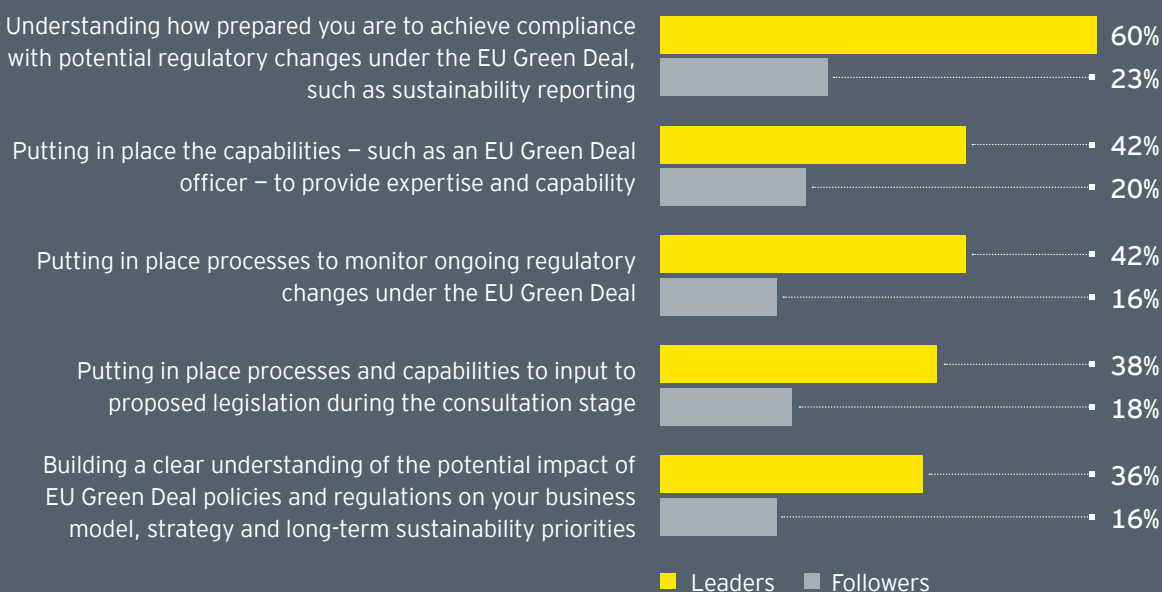 Understanding how prepared you are to achieve compliance
with potential regulatory changes under the EU Green Deal,
such as sustainability reporting
60%
23%
Putting in place the capabilities – such as an EU Green Deal
officer – to provide expertise and capability
42%
20%
Putting in place processes to monitor ongoing regulatory
changes under the EU Green Deal
42%
16%
Putting in place processes and capabilities to input to
proposed legislation during the consultation stage
38%
18%
Building a clear understanding of the potential impact of
EU Green Deal policies and regulations on your business
model, strategy and long-term sustainability priorities
36%
16%
Leaders Followers